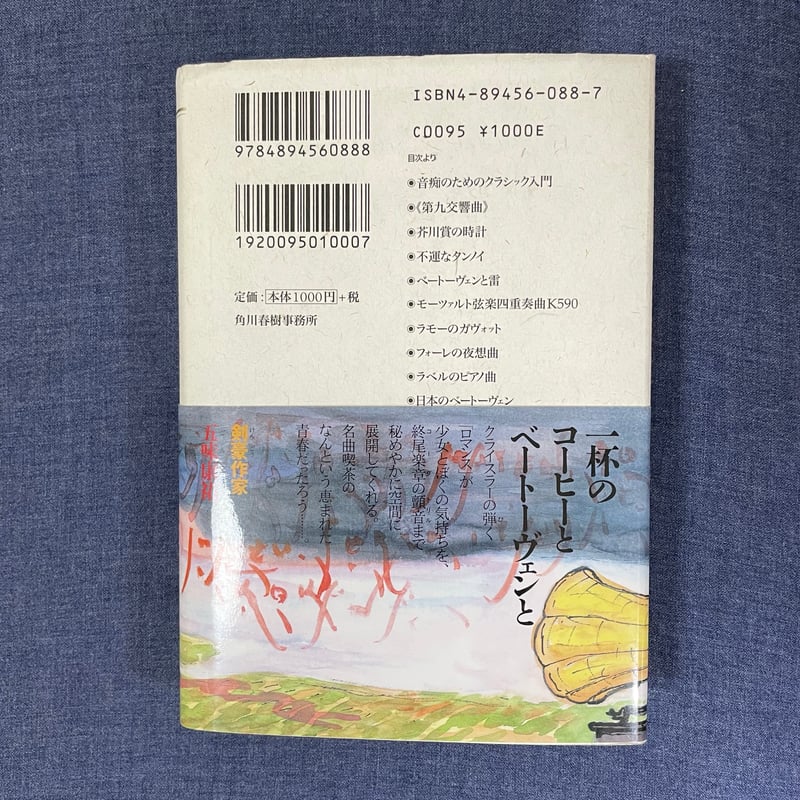 9784894560888
1920095010007
定価：本体1000円+税
角川春樹事務所
ISBN4-89456-088-7
C0095 ¥1000E
目次より
◉音痴のためのクラシック入門
◉《第九交響曲》
◉芥川賞の時計
◉不運なタンノイ
◉ベートーヴェンと雷
◉モーツァルト弦楽四重奏曲K590
◉ラモーのガヴォット
◉フォーレの夜想曲
◉ラベルのピアノ曲
◉日本のベートーヴェン
一杯の
コーヒーと
ベートーヴェンと
クライスラーの弾く
「ロマンス」が
少女とぼくの気持ちを、
終尾楽章の顫音まで
秘めやかに空間に
展開してくれる。
名曲喫茶の
なんという恵まれた
青春だったろう……。
剣豪作家
五味康祐